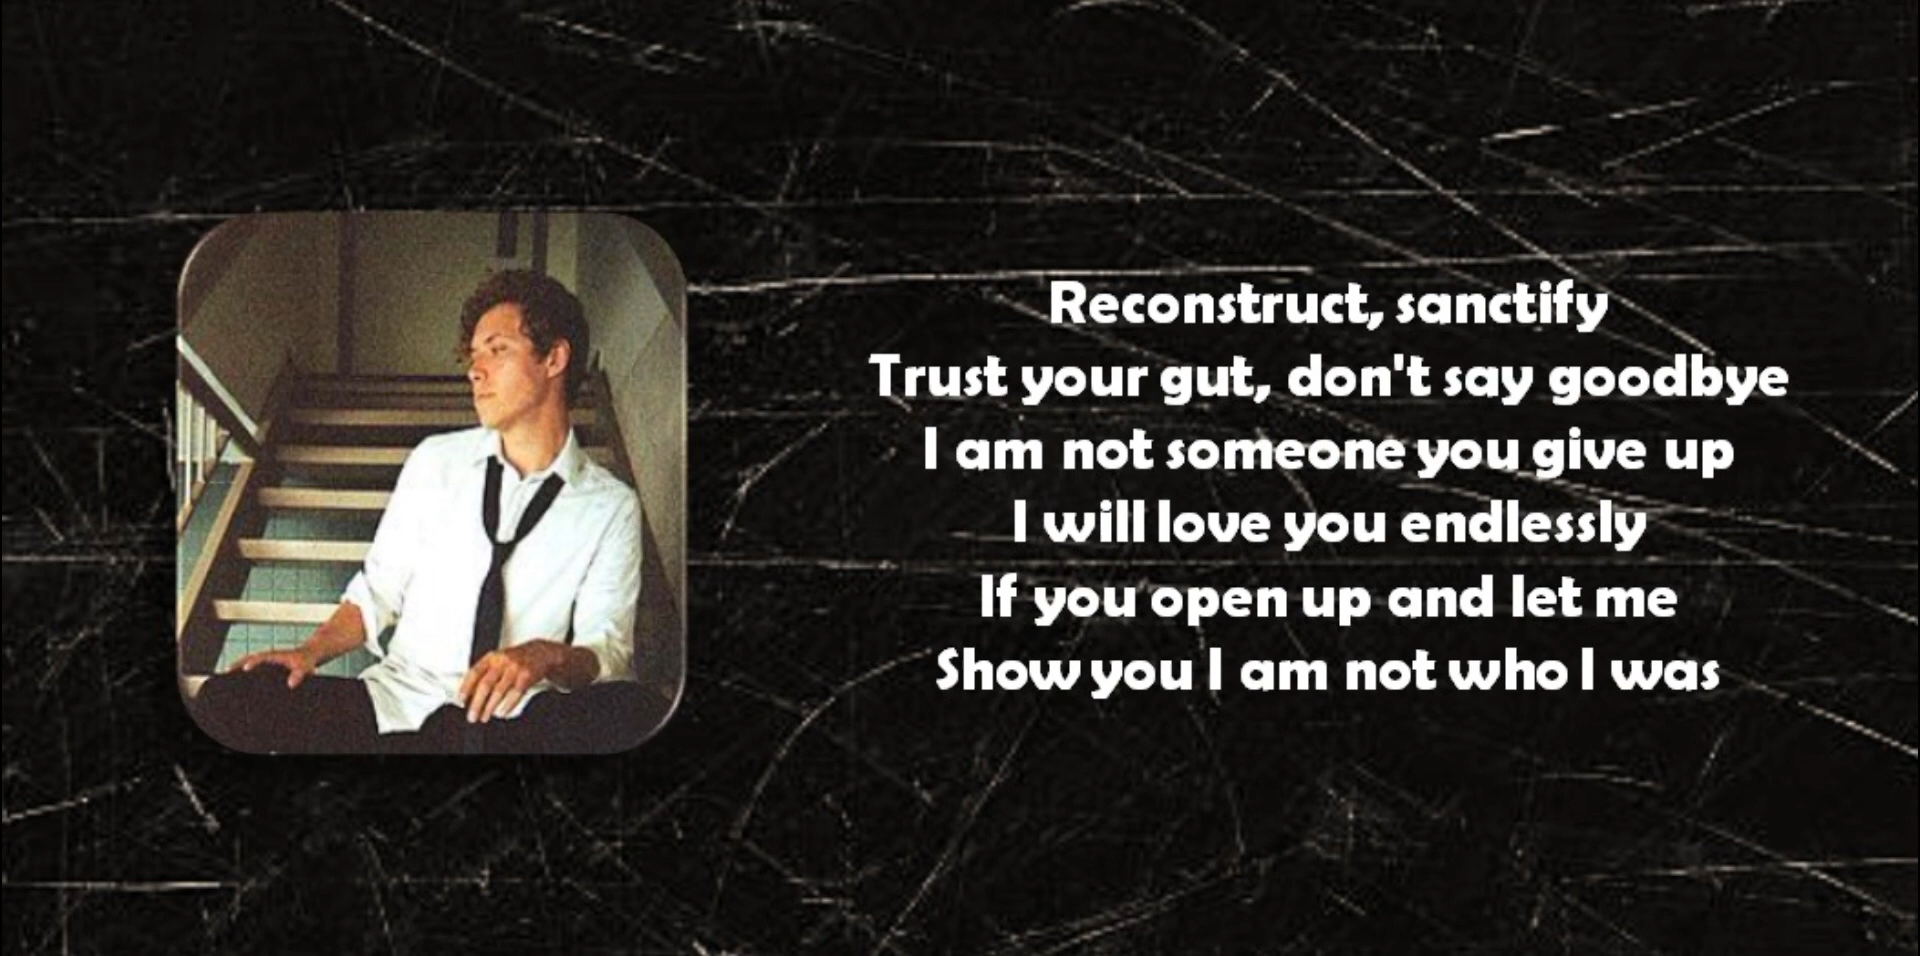 Reconstruct, sanctify
Trust your gut, don't say goodbye
I am not someone you give up
I will love you endlessly
If you open up and let me
Show you I am not who I was